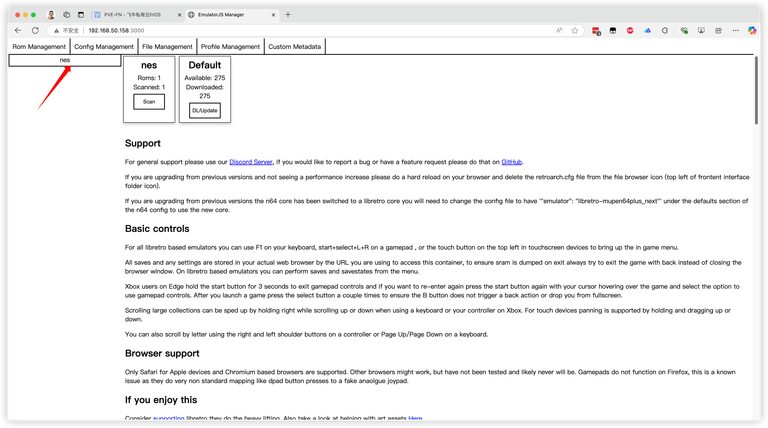 PVE-FN - 飞牛私有云fnOS
EmulatorJS Manager
不安全 192.168.50.158:3000
Rom Management
Config Management
File Management
Profile Management
Custom Metadata
nes
nes
Roms: 1
Scanned: 1
Scan
Default
Available: 275
Downloaded:
275
DL/Update
Support
For general support please use our Discord Server, if you would like to report a bug or have a feature request please do that on GitHub.
If you are upgrading from previous versions and not seeing a performance increase please do a hard reload on your browser and delete the retroarch.cfg file from the file browser icon (top left of frontent interface
folder icon).
If you are upgrading from previous versions the n64 core has been switched to a libretro core you will need to change the config file to have '"emulator": "libretro-mupen64plus_next"' under the defaults section of
the n64 config to use the new core.
Basic controls
For all libretro based emulators you can use F1 on your keyboard, start+select+L+R on a gamepad , or the touch button on the top left in touchscreen devices to bring up the in game menu.
All saves and any settings are stored in your actual web browser by the URL you are using to access this container, to ensure sram is dumped on exit always try to exit the game with back instead of closing the
browser window. On libretro based emulators you can perform saves and savestates from the menu.
Xbox users on Edge hold the start button for 3 seconds to exit gamepad controls and if you want to re-enter again press the start button again with your cursor hovering over the game and select the option to
use gamepad controls. After you launch a game press the select button a couple times to ensure the B button does not trigger a back action or drop you from fullscreen.
Scrolling large collections can be sped up by holding right while scrolling up or down when using a keyboard or your controller on Xbox. For touch devices panning is supported by holding and dragging up or
down.
You can also scroll by letter using the right and left shoulder buttons on a controller or Page Up/Page Down on a keyboard.
Browser support
Only Safari for Apple devices and Chromium based browsers are supported. Other browsers might work, but have not been tested and likely never will be. Gamepads do not function on Firefox, this is a known
issue as they do very non standard mapping like dpad button presses to a fake anaolgue joypad.
If you enjoy this
Consider supporting libretro they do the heavy lifting. Also take a look at helping with art assets Here